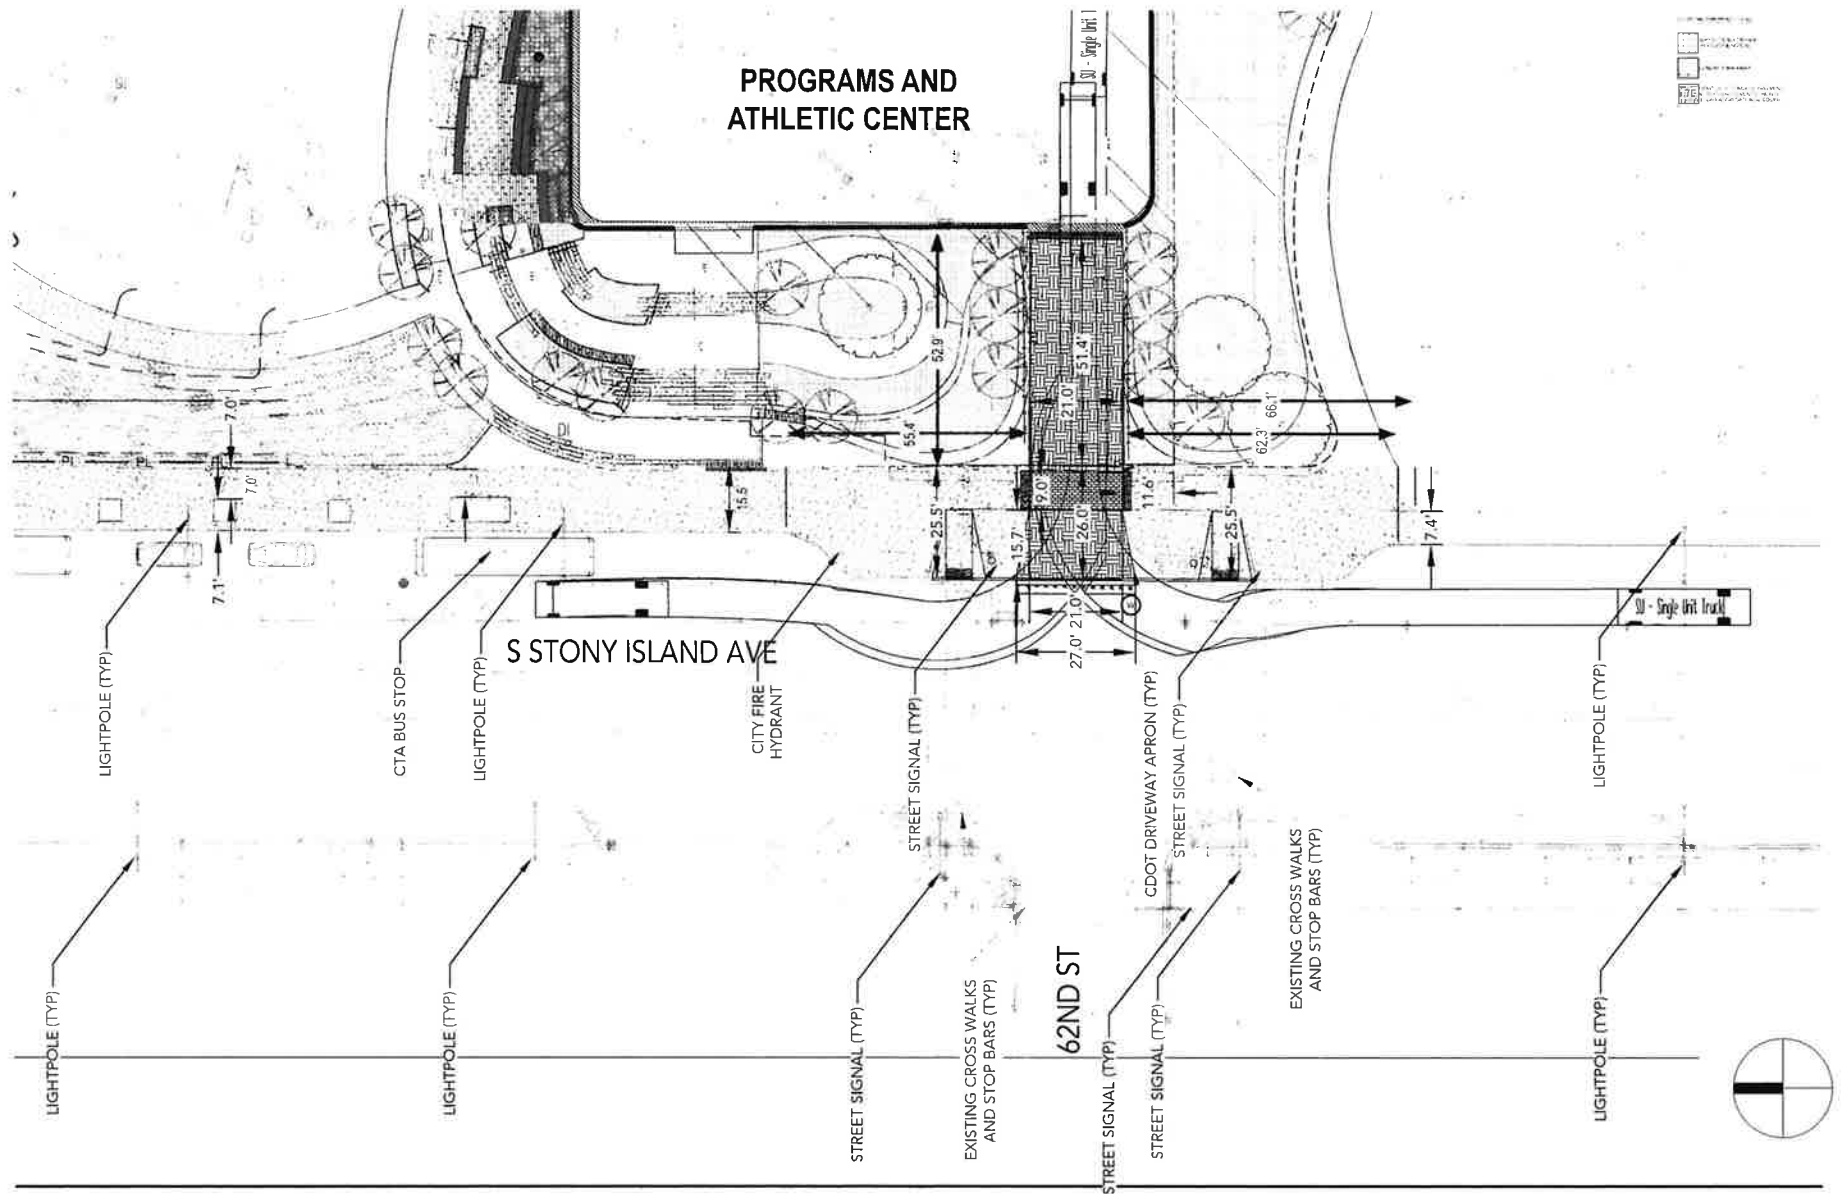 PROGRAMS AND
ATHLETIC CENTER
SU - Single Unit T
DI
DI
PL
PL
7.0'
7.0'
7.1'
15.5
55.4'
52.9'
51.4'
21.0'
66.1'
62.3'
25.5'
9.0'
26.0'
15.7'
11.6'
25.5'
7.4'
21.0'
27.0'
SU - Single Unit Truck
S STONY ISLAND AVE
LIGHTPOLE (TYP)
CTA BUS STOP
LIGHTPOLE (TYP)
CITY FIRE
HYDRANT
STREET SIGNAL (TYP)
CDOT DRIVEWAY APRON (TYP)
STREET SIGNAL (TYP)
LIGHTPOLE (TYP)
LIGHTPOLE (TYP)
LIGHTPOLE (TYP)
STREET SIGNAL (TYP)
EXISTING CROSS WALKS
AND STOP BARS (TYP)
62ND ST
STREET SIGNAL (TYP)
STREET SIGNAL (TYP)
EXISTING CROSS WALKS
AND STOP BARS (TYP)
LIGHTPOLE (TYP)